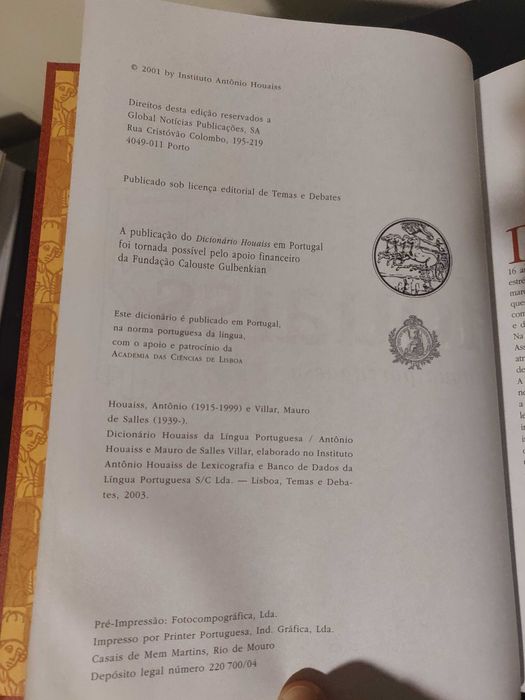 © 2001 by Instituto Antônio Houaiss
Direitos desta edição reservados a
Global Notícias Publicações, SA
Rua Cristóvão Colombo, 195-219
4049-011 Porto
Publicado sob licença editorial de Temas e Debates
A publicação do Dicionário Houaiss em Portugal
foi tornada possível pelo apoio financeiro
da Fundação Calouste Gulbenkian
Este dicionário é publicado em Portugal,
na norma portuguesa da língua,
com o apoio e patrocínio da
ACADEMIA DAS CIÊNCIAS DE LISBOA
Houaiss, Antônio (1915-1999) e Villar, Mauro
de Salles (1939-).
Dicionário Houaiss da Língua Portuguesa / Antônio
Houaiss e Mauro de Salles Villar, elaborado no Instituto
Antônio Houaiss de Lexicografia e Banco de Dados da
Língua Portuguesa S/C Lda. — Lisboa, Temas e Deba-
tes, 2003.
Pré-Impressão: Fotocompográfica, Lda.
Impresso por Printer Portuguesa, Ind. Gráfica, Lda.
Casais de Mem Martins, Rio de Mouro
Depósito legal número 220 700/04